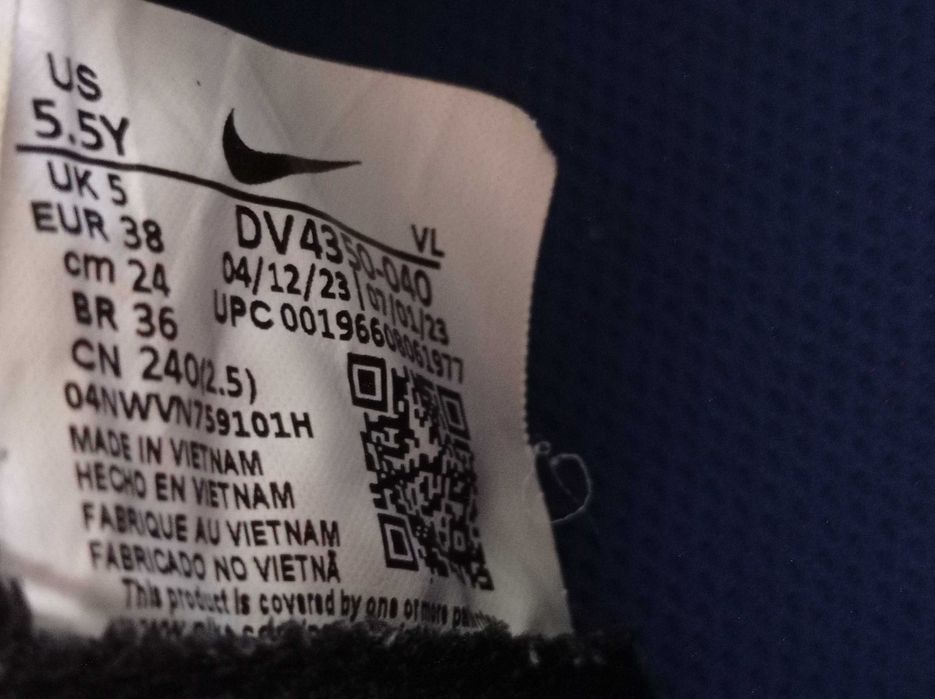 US
5.5Y
UK 5
EUR 38
cm 24
BR 36
CN 240(2.5)
VL
DV4350-040
04/12/23 | 07/01/23
UPC 00196608061977
04NWVN759101H
MADE IN VIETNAM
HECHO EN VIETNAM
FABRIQUE AU VIETNAM
FABRICADO NO VIETNÃ
This product is covered by one or more